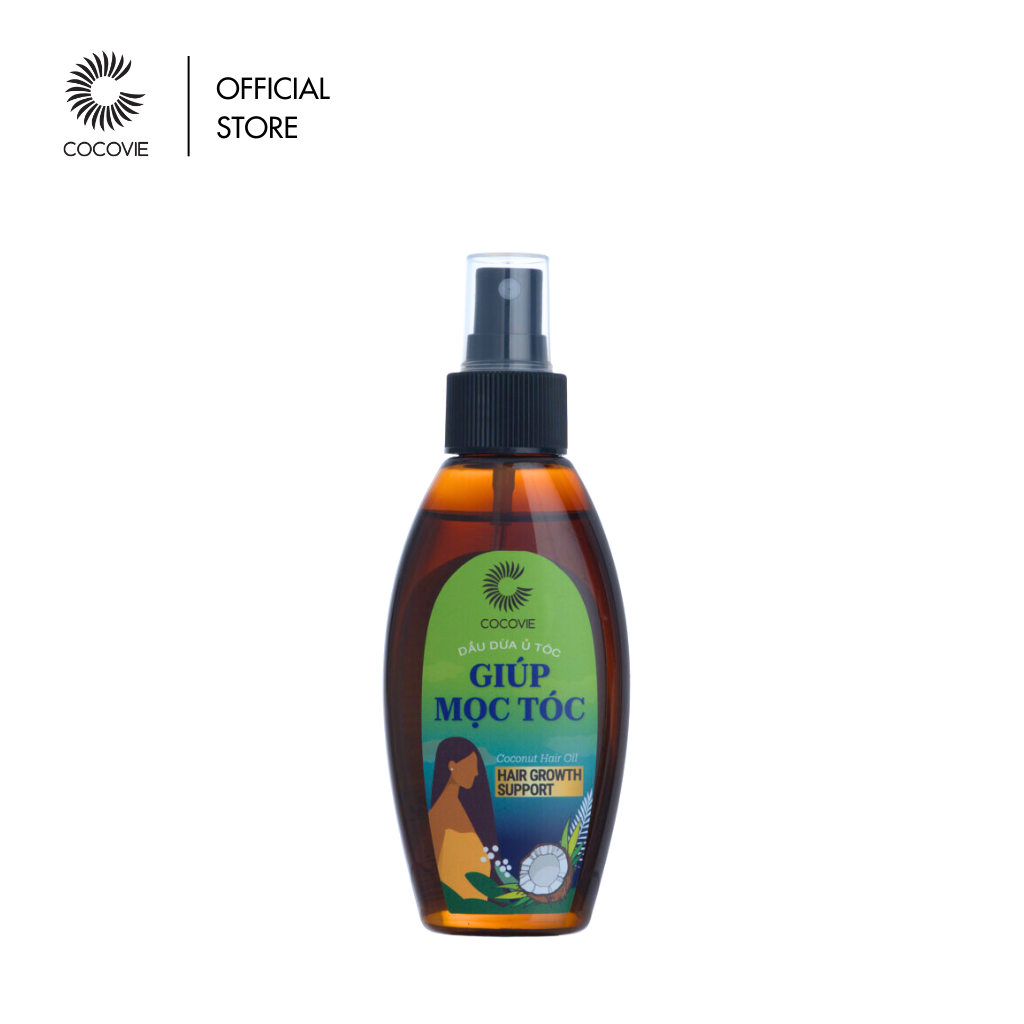 COCOVIE
OFFICIAL
STORE
COCOVIE
DẦU DỪA Ủ TÓC
GIÚP
MỌC TÓC
Coconut Hair Oil
HAIR GROWTH
SUPPORT